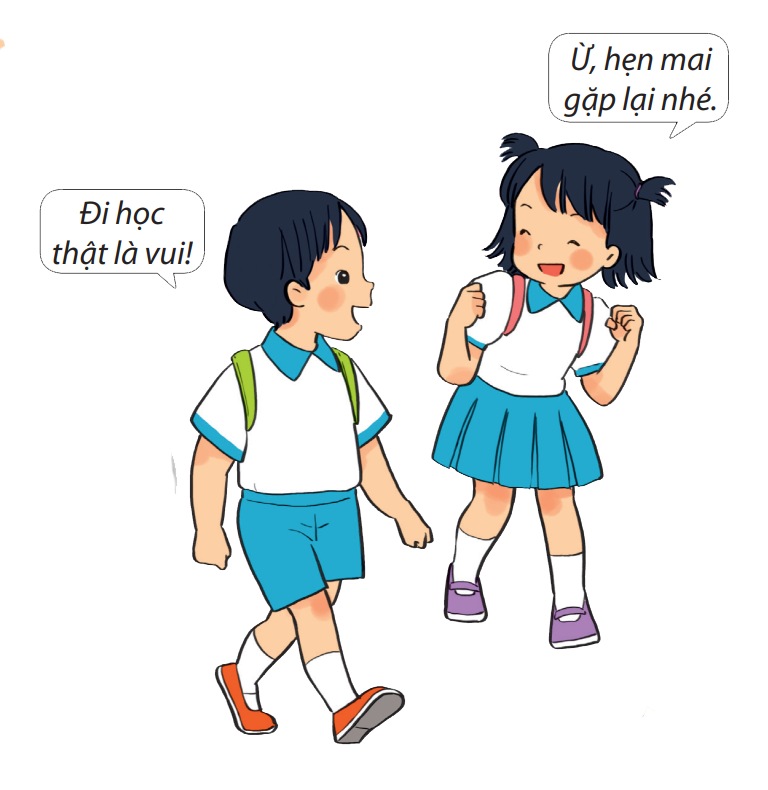 Đi học
thật là vui!
Ừ, hẹn mai
gặp lại nhé.